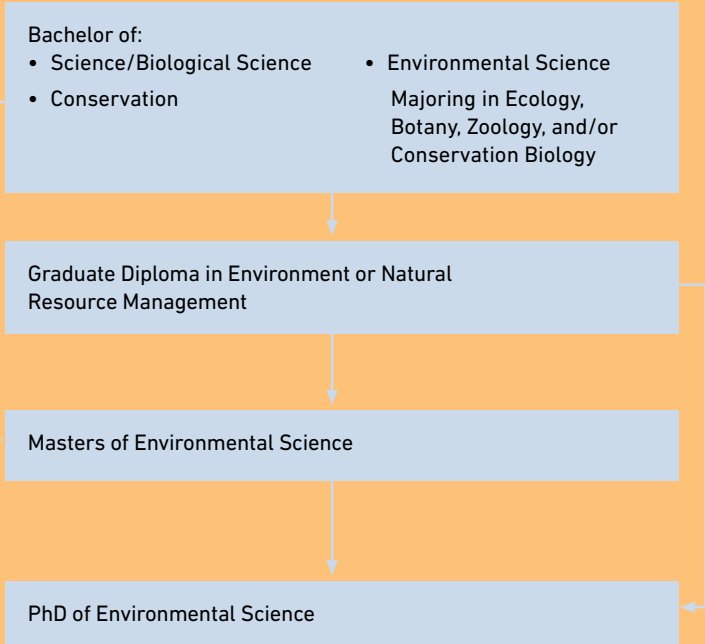 Bachelor of:
• Science/Biological Science
• Conservation
• Environmental Science
Majoring in Ecology,
Botany, Zoology, and/or
Conservation Biology
Graduate Diploma in Environment or Natural
Resource Management
Masters of Environmental Science
PhD of Environmental Science